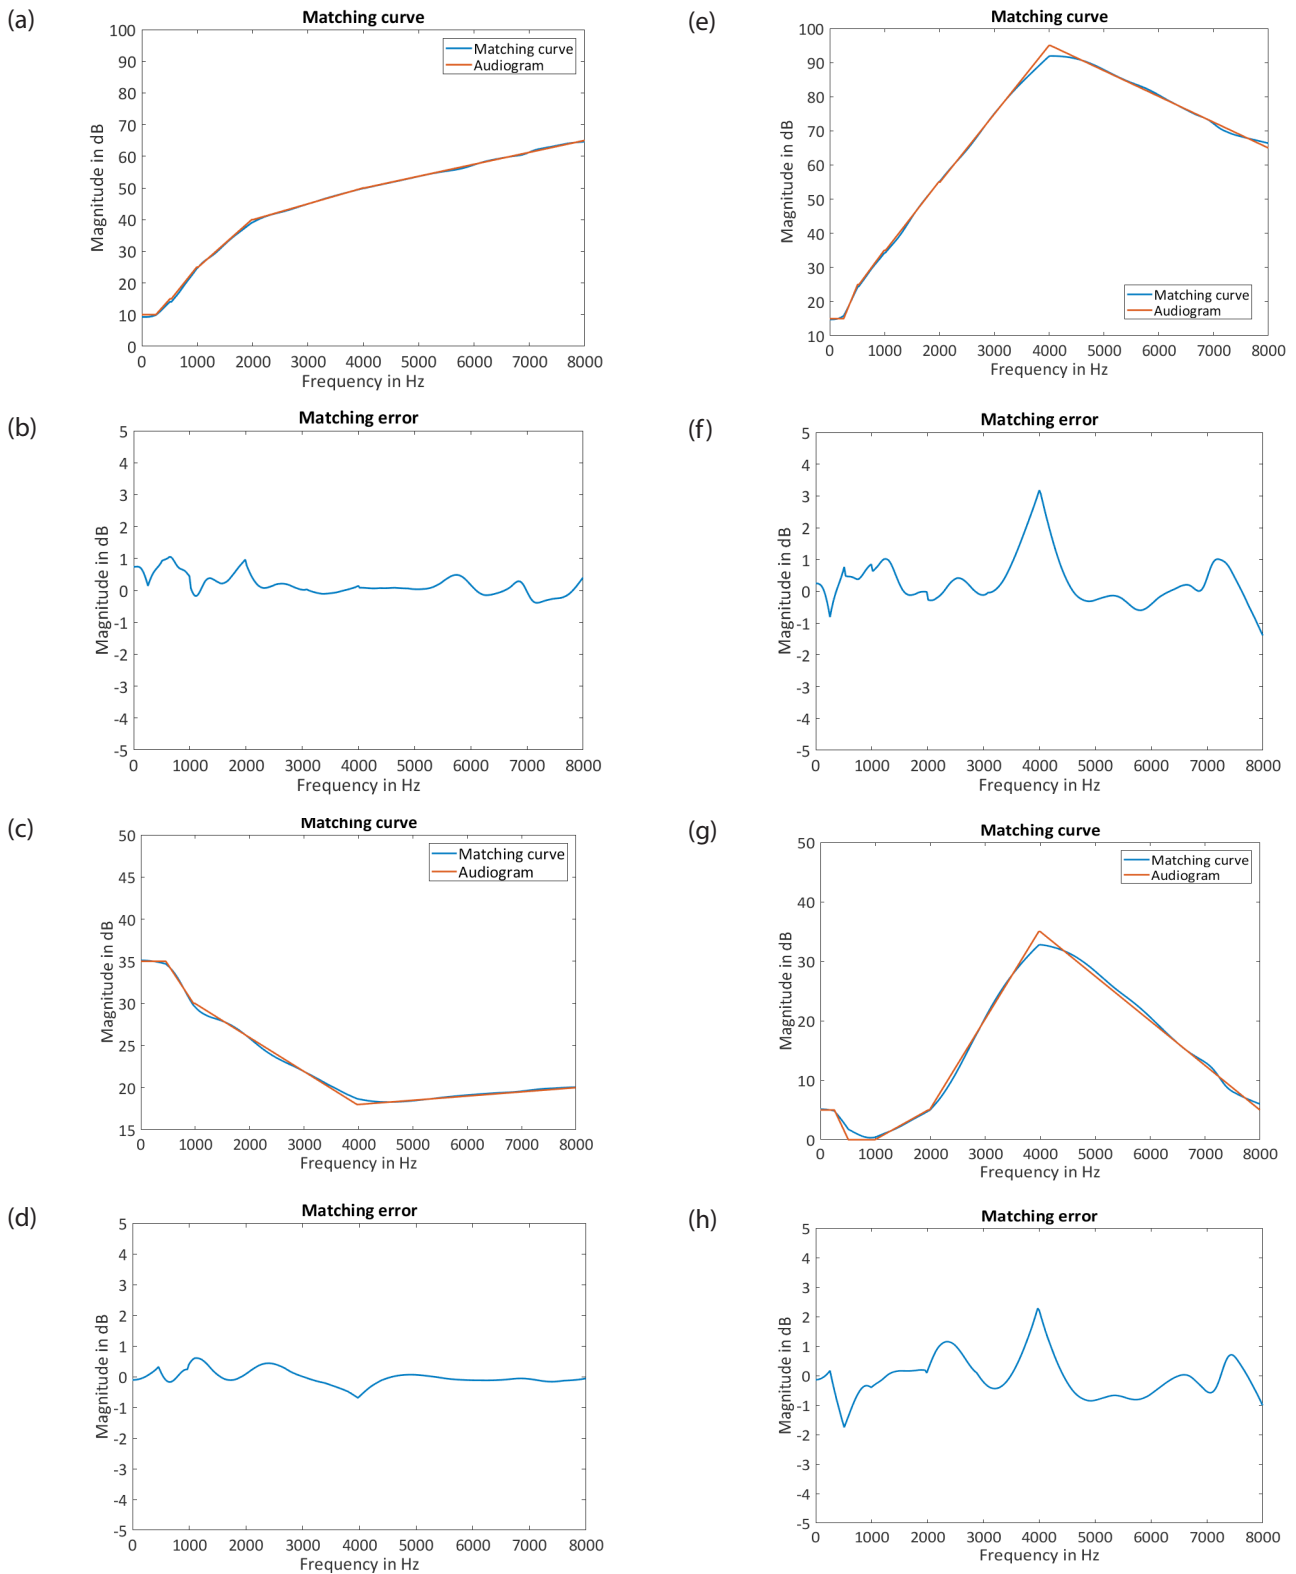 (a)
Matching curve
100
90
80
70
60
50
40
30
20
10
0
Magnitude in dB
Matching curve
Audiogram
0 1000 2000 3000 4000 5000 6000 7000 8000
Frequency in Hz
(b)
Matching error
5
4
3
2
1
0
-1
-2
-3
-4
-5
Magnitude in dB
0 1000 2000 3000 4000 5000 6000 7000 8000
Frequency in Hz
(c)
Matching curve
50
45
40
35
30
25
20
15
Magnitude in dB
Matching curve
Audiogram
0 1000 2000 3000 4000 5000 6000 7000 8000
Frequency in Hz
(d)
Matching error
5
4
3
2
1
0
-1
-2
-3
-4
-5
Magnitude in dB
0 1000 2000 3000 4000 5000 6000 7000 8000
Frequency in Hz
(e)
Matching curve
100
90
80
70
60
50
40
30
20
10
Magnitude in dB
Matching curve
Audiogram
0 1000 2000 3000 4000 5000 6000 7000 8000
Frequency in Hz
(f)
Matching error
5
4
3
2
1
0
-1
-2
-3
-4
-5
Magnitude in dB
0 1000 2000 3000 4000 5000 6000 7000 8000
Frequency in Hz
(g)
Matching curve
50
40
30
20
10
0
Magnitude in dB
Matching curve
Audiogram
0 1000 2000 3000 4000 5000 6000 7000 8000
Frequency in Hz
(h)
Matching error
5
4
3
2
1
0
-1
-2
-3
-4
-5
Magnitude in dB
0 1000 2000 3000 4000 5000 6000 7000 8000
Frequency in Hz